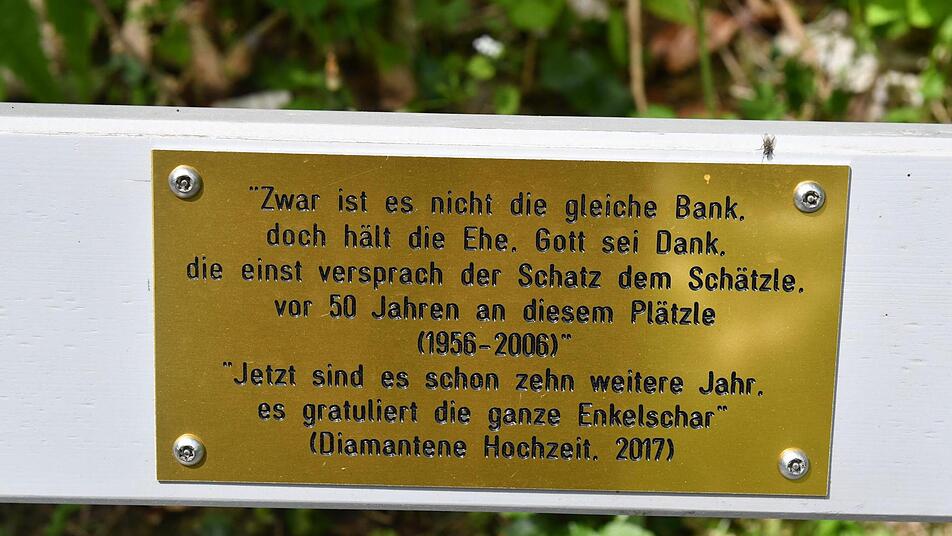 "Zwar ist es nicht die gleiche Bank,
doch hält die Ehe, Gott sei Dank,
die einst versprach der Schatz dem Schätzle,
vor 50 Jahren an diesem Plätzle
(1956-2006)"
"Jetzt sind es schon zehn weitere Jahr,
es gratuliert die ganze Enkelschar"
(Diamantene Hochzeit, 2017)